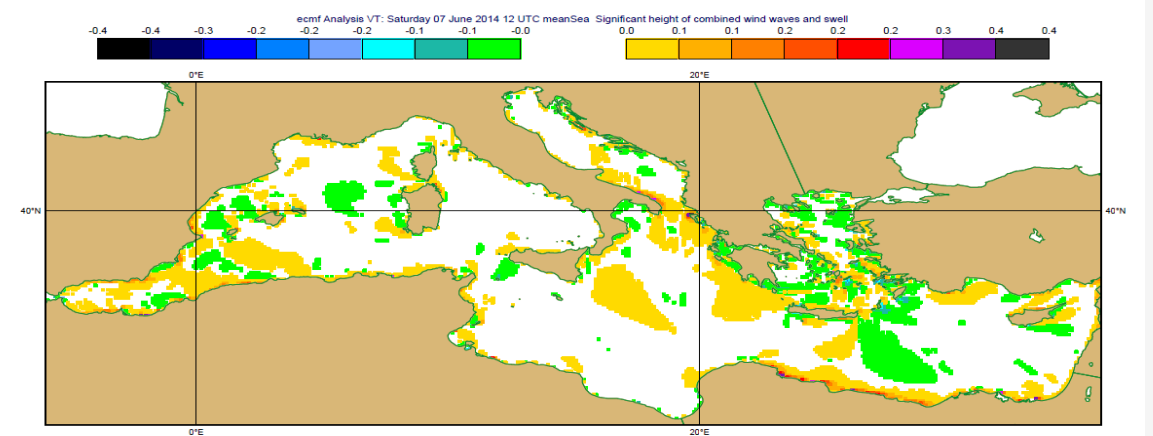 ecmf Analysis VT: Saturday 07 June 2014 12 UTC meanSea  Significant height of combined wind waves and swell
-0.4 -0.4 -0.3 -0.2 -0.2 -0.2 -0.1 -0.1 -0.0 0.0 0.1 0.1 0.2 0.2 0.2 0.3 0.4 0.4
0°E 20°E
40°N 40°N
0°E 20°E